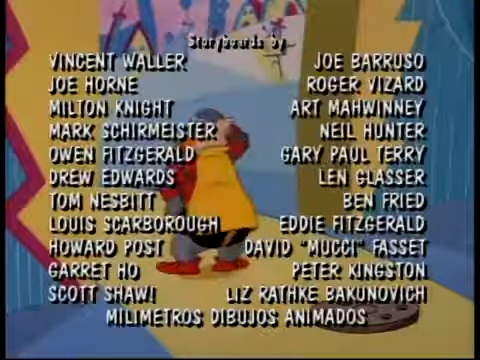 Storyboards by...
VINCENT WALLER JOE BARRUSO
JOE HORNE ROGER VIZARD
MILTON KNIGHT ART MAHWINNEY
MARK SCHIRMEISTER NEIL HUNTER
OWEN FITZGERALD GARY PAUL TERRY
DREW EDWARDS LEN GLASSER
TOM NESBITT BEN FRIED
LOUIS SCARBOROUGH EDDIE FITZGERALD
HOWARD POST DAVID "MUCCI" FASSET
GARRET HO PETER KINGSTON
SCOTT SHAW! LIZ RATHKE BAKUNOVICH
MILIMETROS DIBUJOS ANIMADOS